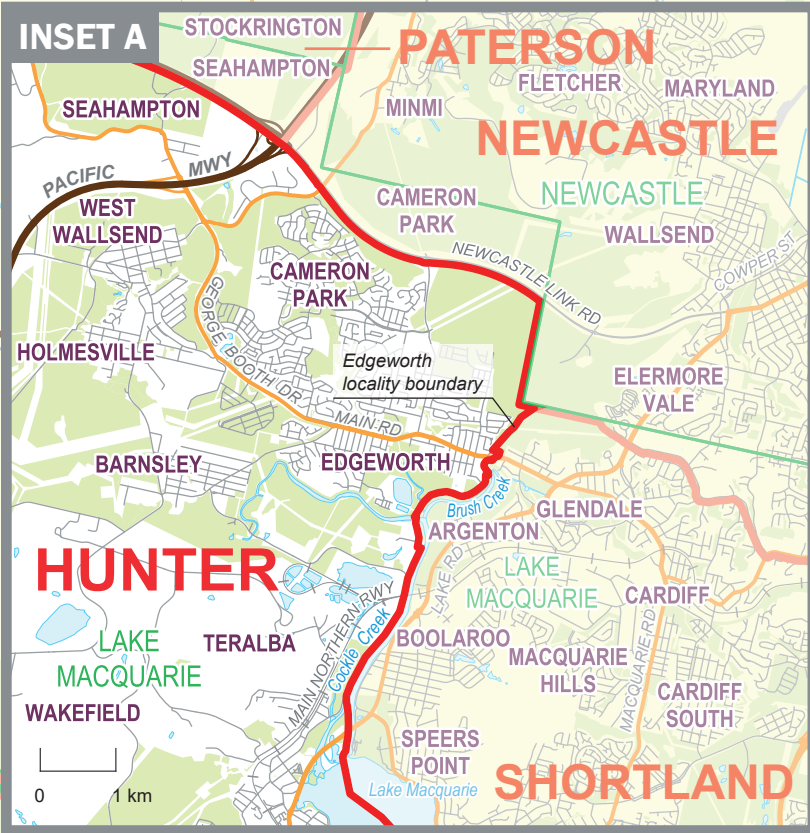 INSET A
STOCKRINGTON
SEAHAMPTON
PATERSON
FLETCHER
MARYLAND
SEAHAMPTON
MINMI
NEWCASTLE
PACIFIC MWY
CAMERON
PARK
NEWCASTLE
WEST
WALLSEND
WALLSEND
NEWCASTLE LINK RD
COWPER ST
CAMERON
PARK
GEORGE BOOTH DR
HOLMESVILLE
Edgeworth
locality boundary
ELERMORE
VALE
MAIN RD
BARNSLEY
EDGEWORTH
Brush Creek
GLENDALE
ARGENTON
HUNTER
LAKE RD
LAKE
MACQUARIE
CARDIFF
MAIN NORTHERN RWY
Cockle Creek
LAKE
MACQUARIE
TERALBA
BOOLAROO
MACQUARIE
HILLS
MACQUARIE RD
CARDIFF
SOUTH
WAKEFIELD
SPEERS
POINT
SHORTLAND
Lake Macquarie
0 1 km